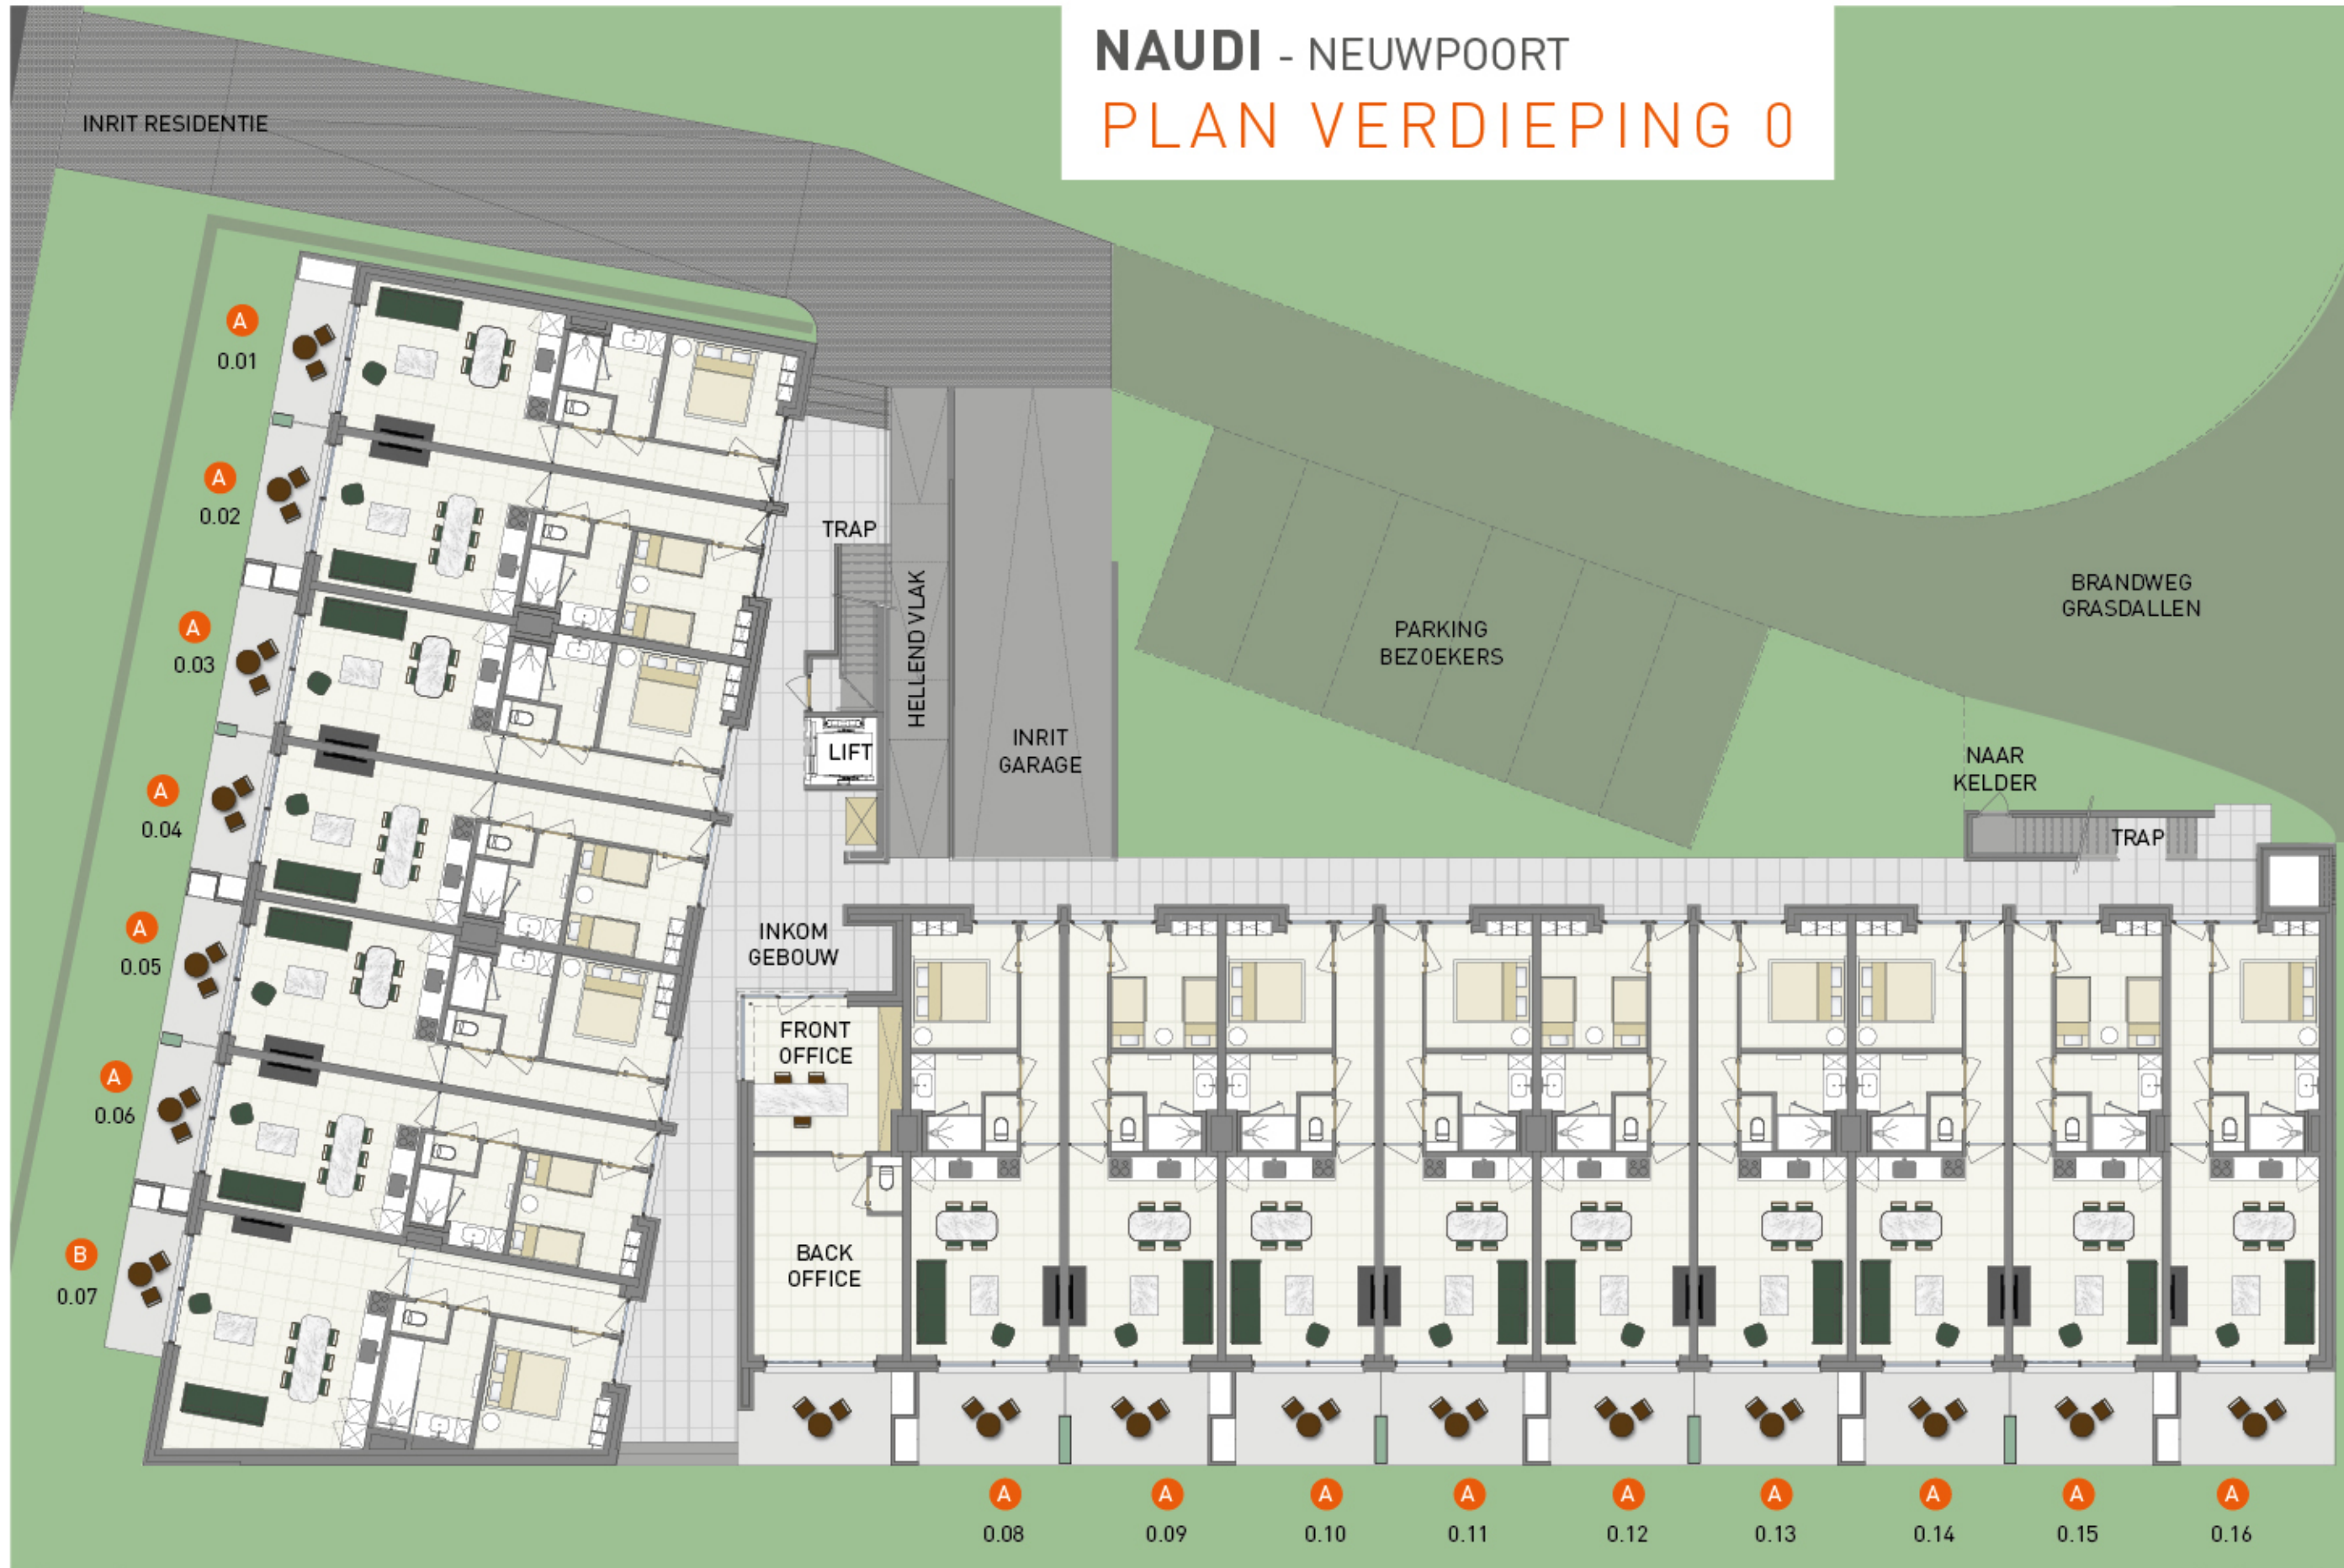 NAUDI - NEUWPOORT
PLAN VERDIEPING 0
INRIT RESIDENTIE
A
0.01
A
0.02
A
0.03
A
0.04
A
0.05
A
0.06
B
0.07
TRAP
HELLEND VLAK
LIFT
INRIT
GARAGE
PARKING
BEZOEKERS
BRANDWEG
GRASDALLEN
NAAR
KELDER
TRAP
INKOM
GEBOUW
FRONT
OFFICE
BACK
OFFICE
A A A A A A A A A
0.08 0.09 0.10 0.11 0.12 0.13 0.14 0.15 0.16